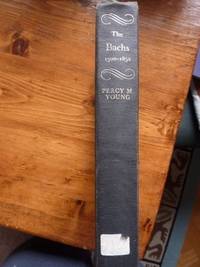 The
Bachs
1500-1850
PERCY M.
YOUNG